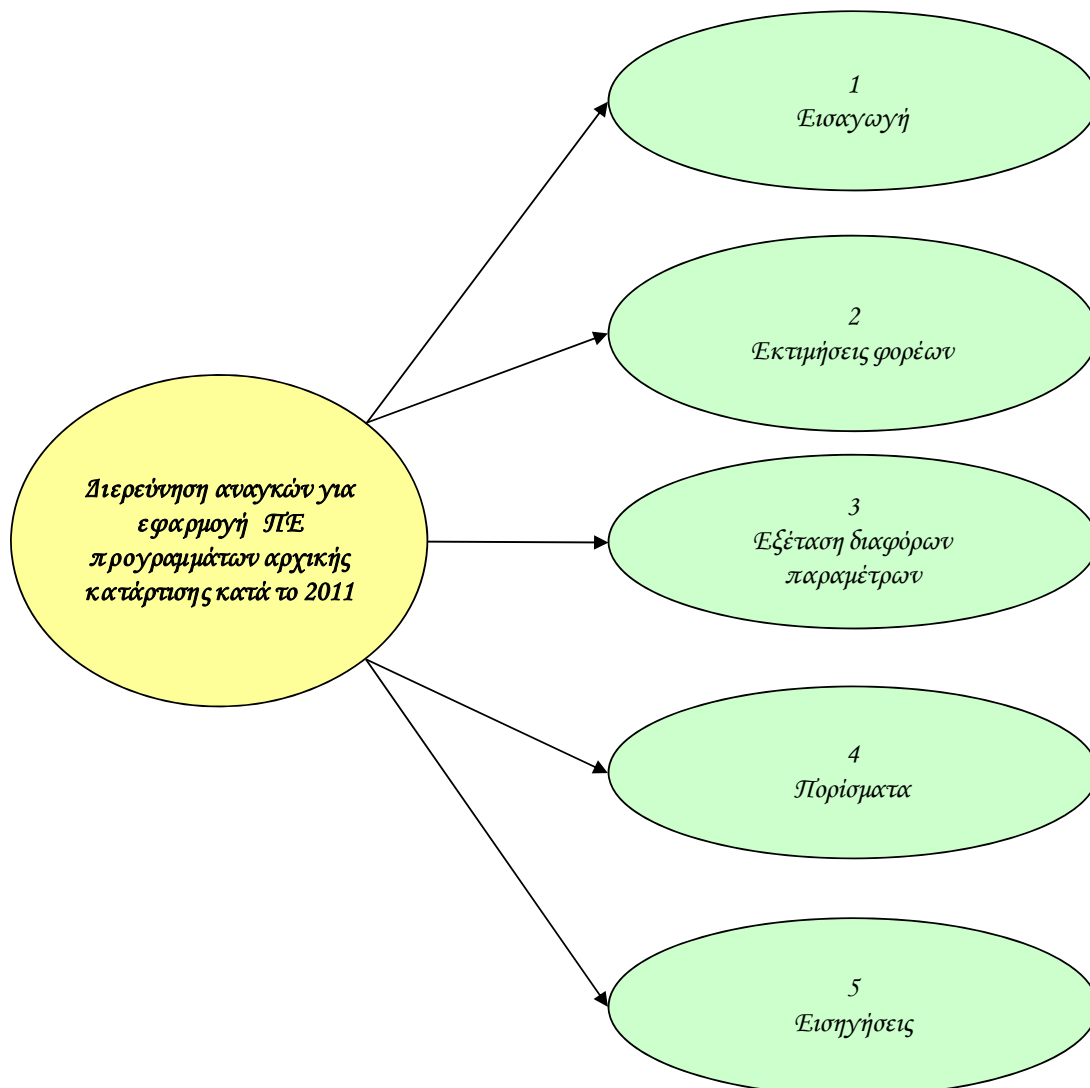 1
Εισαγωγή
2
Εκτιμήσεις φορέων
Διερεύνηση αναγκών για
εφαρμογή ΠΕ
προγραμμάτων αρχικής
κατάρτισης κατά το 2011
3
Εξέταση διαφόρων
παραμέτρων
4
Πορίσματα
5
Εισηγήσεις